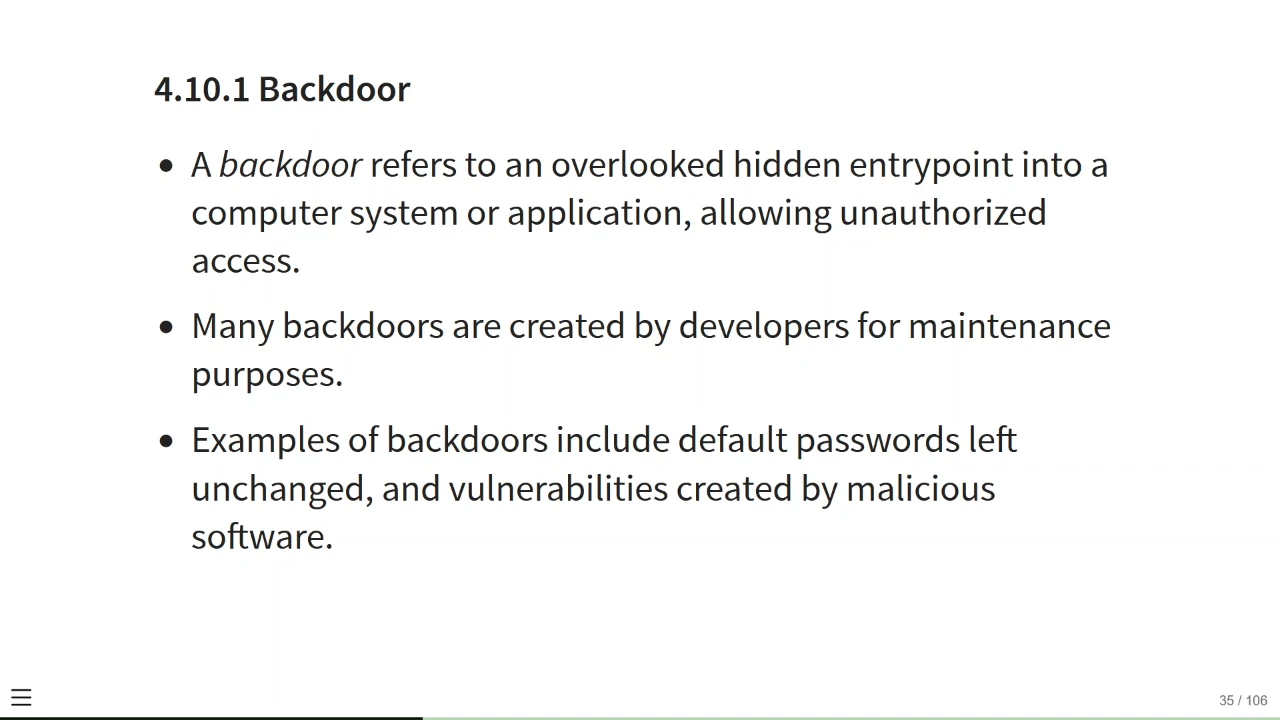 4.10.1 Backdoor
• A backdoor refers to an overlooked hidden entrypoint into a
computer system or application, allowing unauthorized
access.
• Many backdoors are created by developers for maintenance
purposes.
• Examples of backdoors include default passwords left
unchanged, and vulnerabilities created by malicious
software.
35 / 106